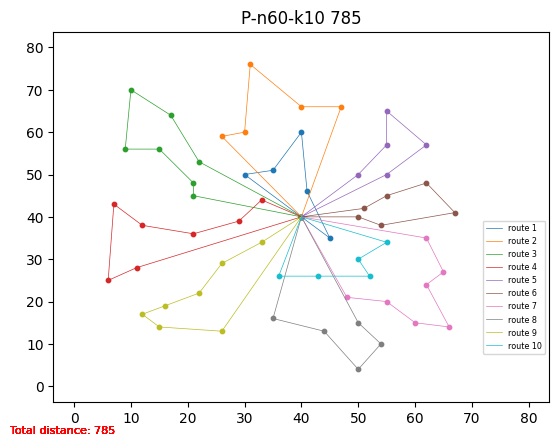 P-n60-k10 785
80
70
60
50
40
30
20
10
0
0 10 20 30 40 50 60 70 80
route 1
route 2
route 3
route 4
route 5
route 6
route 7
route 8
route 9
route 10
Total distance: 785